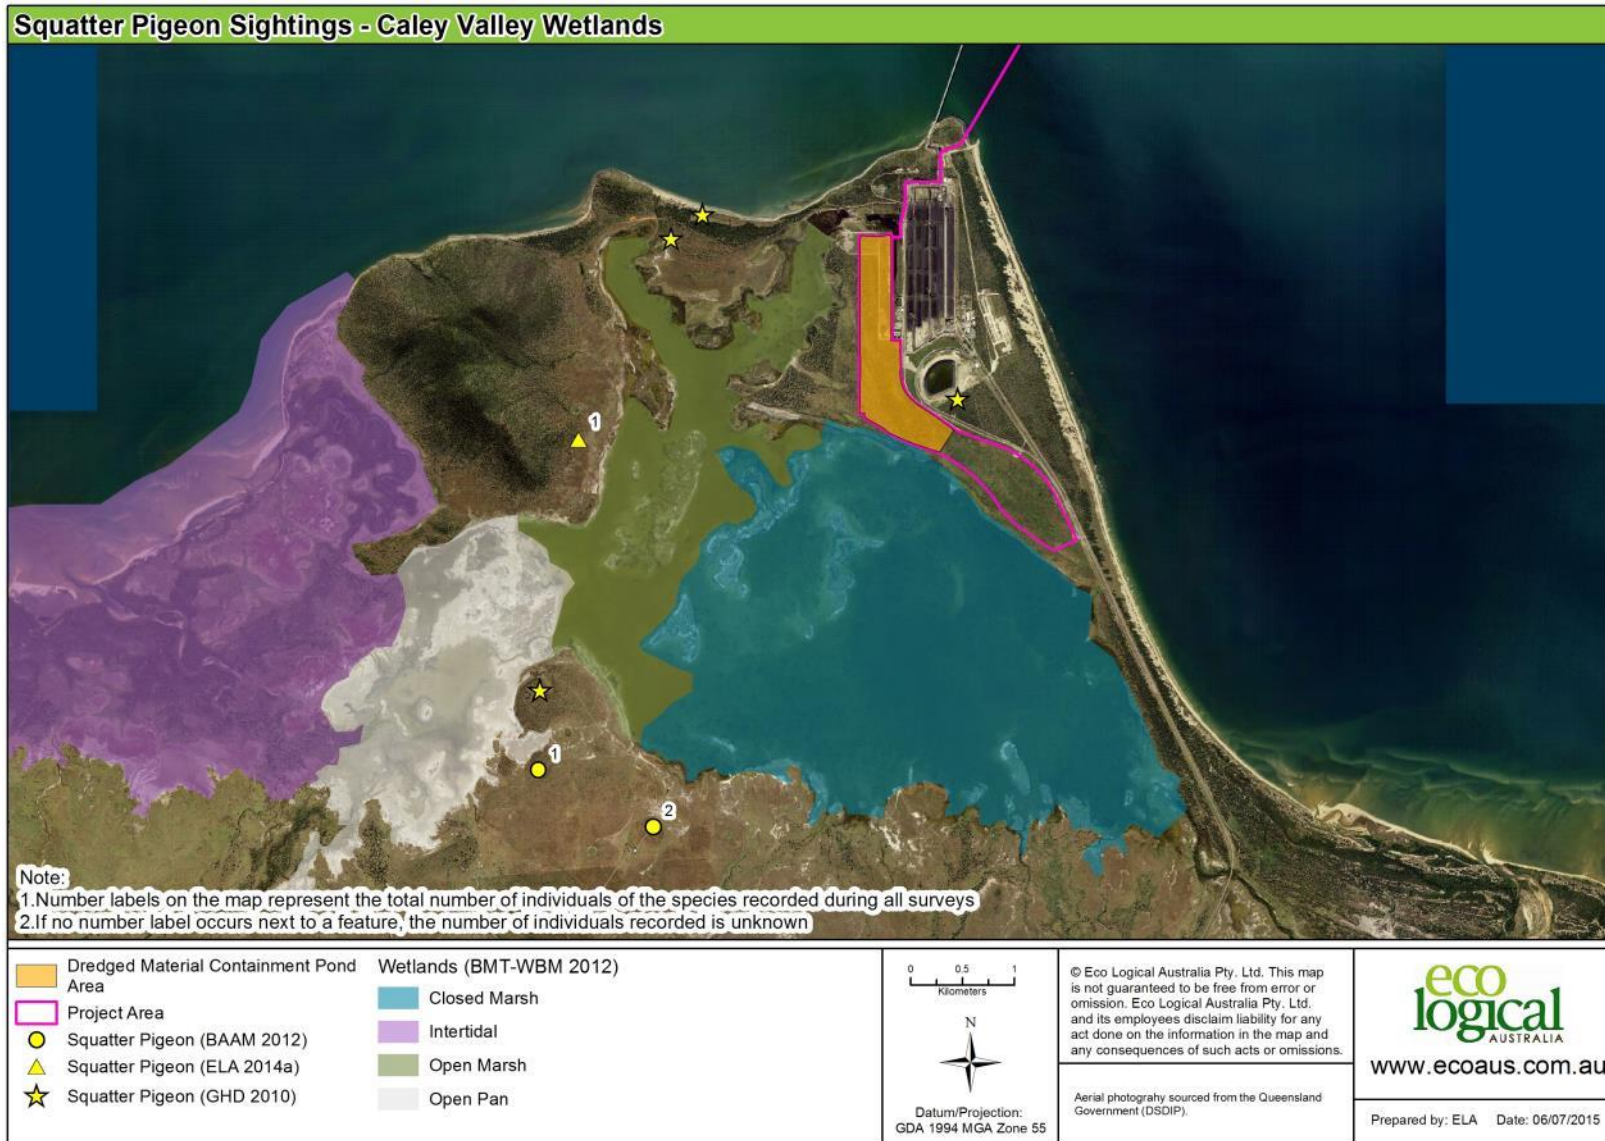 Squatter Pigeon Sightings - Caley Valley Wetlands
1
1
2
Note:
1.Number labels on the map represent the total number of individuals of the species recorded during all surveys
2.If no number label occurs next to a feature, the number of individuals recorded is unknown
Dredged Material Containment Pond
Area
Project Area
Squatter Pigeon (BAAM 2012)
Squatter Pigeon (ELA 2014a)
Squatter Pigeon (GHD 2010)
Wetlands (BMT-WBM 2012)
Closed Marsh
Intertidal
Open Marsh
Open Pan
0 0.5 1
Kilometers
N
Datum/Projection:
GDA 1994 MGA Zone 55
© Eco Logical Australia Pty. Ltd. This map
is not guaranteed to be free from error or
omission. Eco Logical Australia Pty. Ltd.
and its employees disclaim liability for any
act done on the information in the map and
any consequences of such acts or omissions.
Aerial photograhy sourced from the Queensland
Government (DSDIP).
eco
logical
AUSTRALIA
www.ecoaus.com.au
Prepared by: ELA Date: 06/07/2015